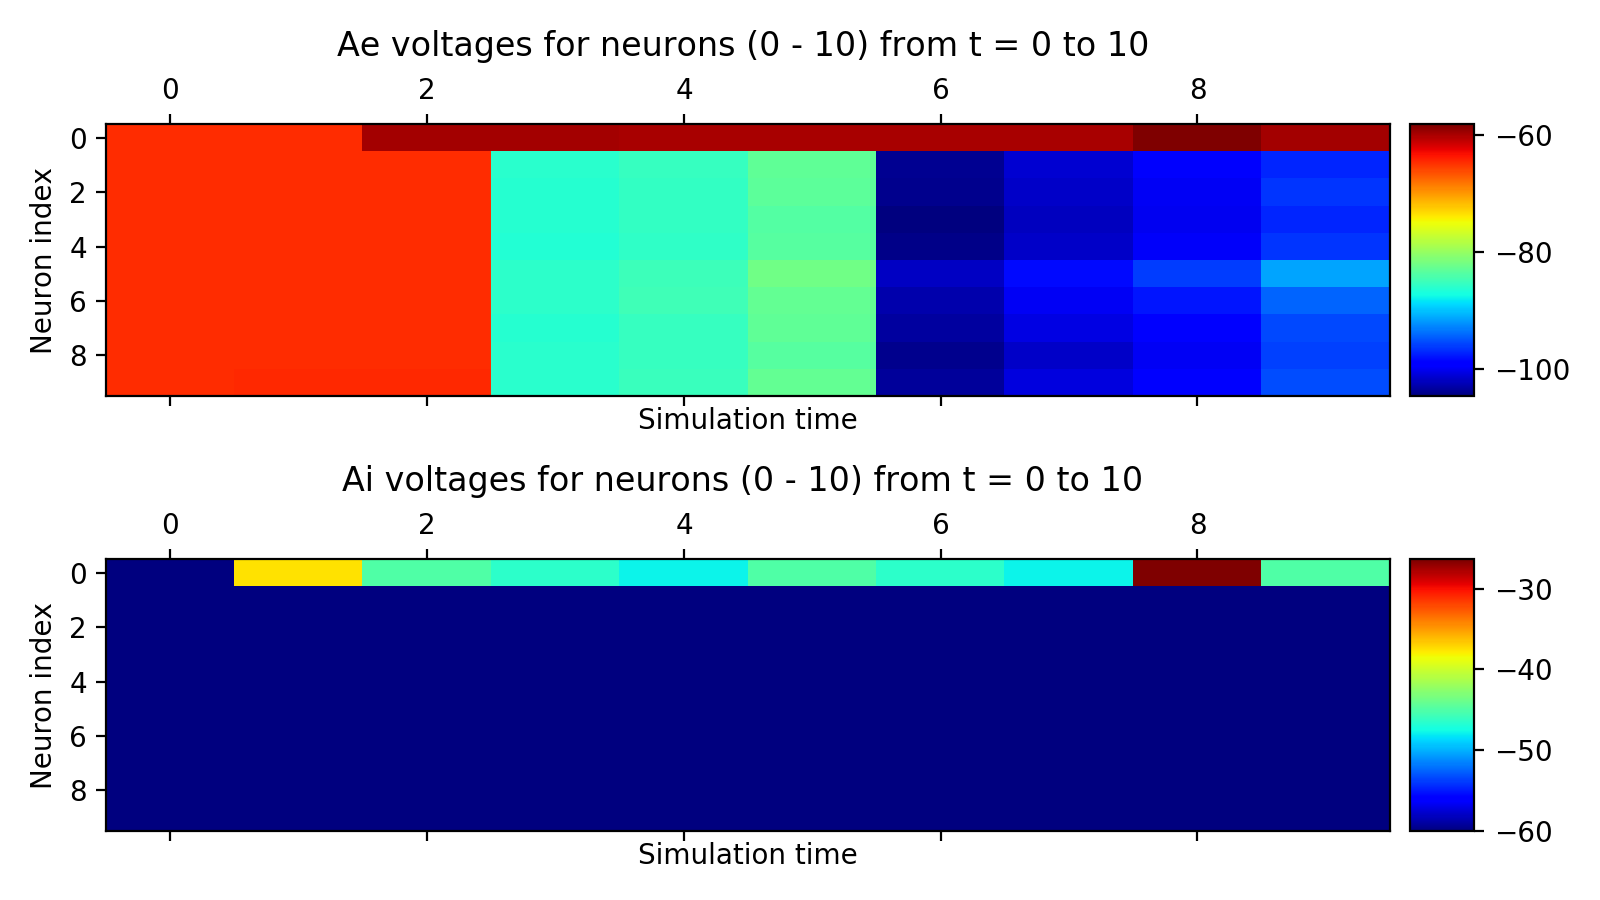 Ae voltages for neurons (0 - 10) from t = 0 to 10
0 2 4 6 8
0
2
4
6
8
Neuron index
Simulation time
−60
−80
−100
Ai voltages for neurons (0 - 10) from t = 0 to 10
0 2 4 6 8
0
2
4
6
8
Neuron index
Simulation time
−30
−40
−50
−60